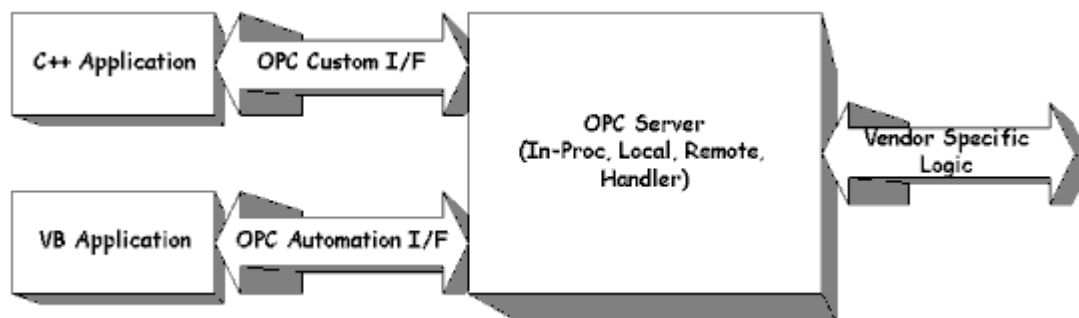 C++ Application
OPC Custom I/F
OPC Server
(In-Proc, Local, Remote,
Handler)
Vendor Specific
Logic
VB Application
OPC Automation I/F